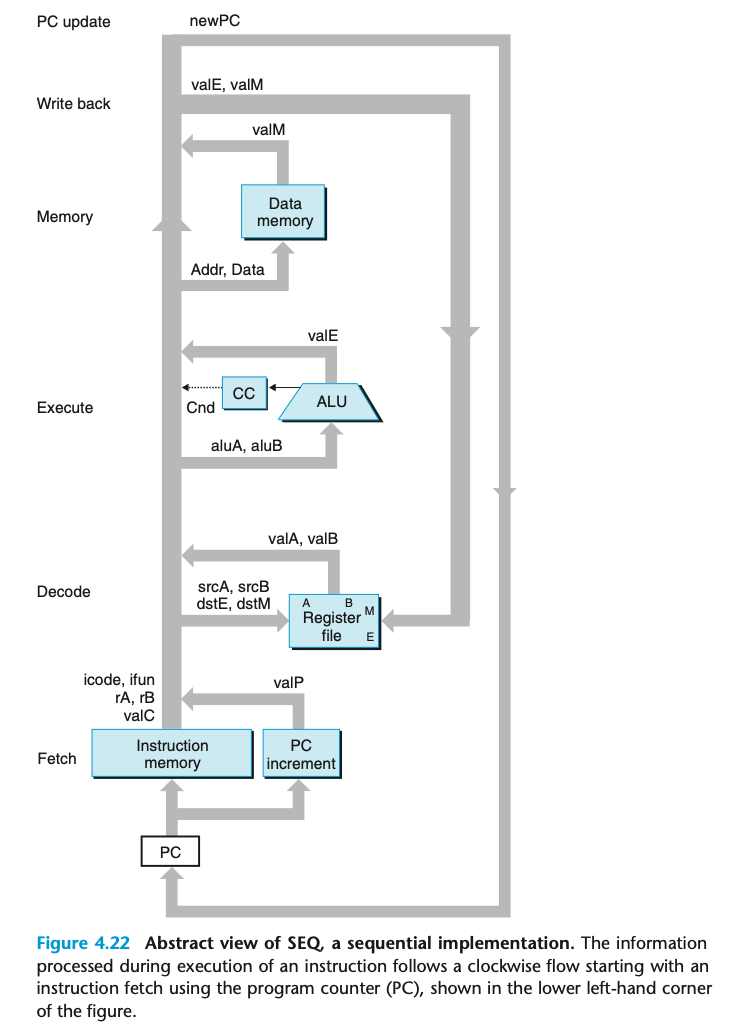 PC update
newPC
valE, valM
Write back
valM
Data
memory
Memory
Addr, Data
valE
CC
ALU
Cnd
Execute
aluA, aluB
valA, valB
Decode
srcA, srcB
dstE, dstM
A B M
Register
file E
icode, ifun
rA, rB
valC
valP
Fetch
Instruction
memory
PC
increment
PC
Figure 4.22 Abstract view of SEQ, a sequential implementation. The information
processed during execution of an instruction follows a clockwise flow starting with an
instruction fetch using the program counter (PC), shown in the lower left-hand corner
of the figure.